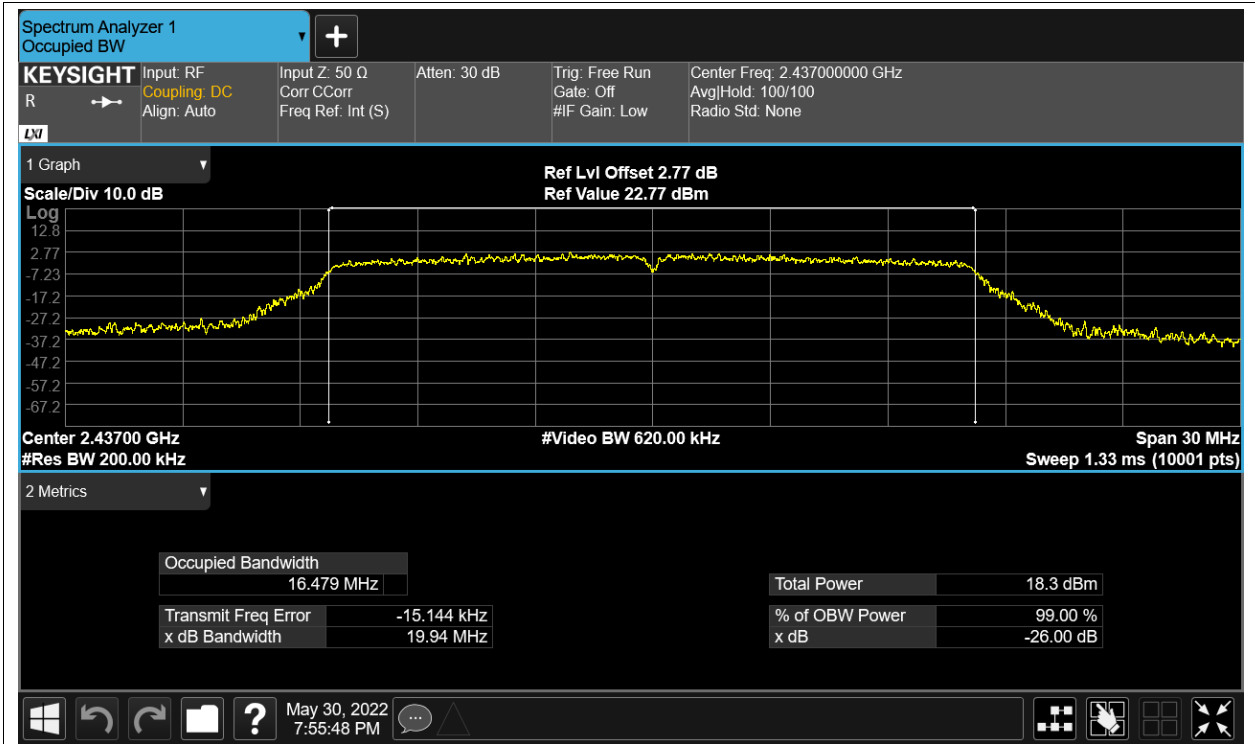 Spectrum Analyzer 1
Occupied BW
KEYSIGHT
R
LXI
Input: RF
Coupling: DC
Align: Auto
Input Z: 50 Ω
Corr CCorr
Freq Ref: Int (S)
Atten: 30 dB
Trig: Free Run
Gate: Off
#IF Gain: Low
Center Freq: 2.437000000 GHz
Avg|Hold: 100/100
Radio Std: None
1 Graph
Scale/Div 10.0 dB
Ref Lvl Offset 2.77 dB
Ref Value 22.77 dBm
Log
12.8
2.77
-7.23
-17.2
-27.2
-37.2
-47.2
-57.2
-67.2
Center 2.43700 GHz
#Res BW 200.00 kHz
#Video BW 620.00 kHz
Span 30 MHz
Sweep 1.33 ms (10001 pts)
2 Metrics
Occupied Bandwidth
16.479 MHz
Transmit Freq Error -15.144 kHz
x dB Bandwidth 19.94 MHz
Total Power 18.3 dBm
% of OBW Power 99.00 %
x dB -26.00 dB
?
May 30, 2022
7:55:48 PM